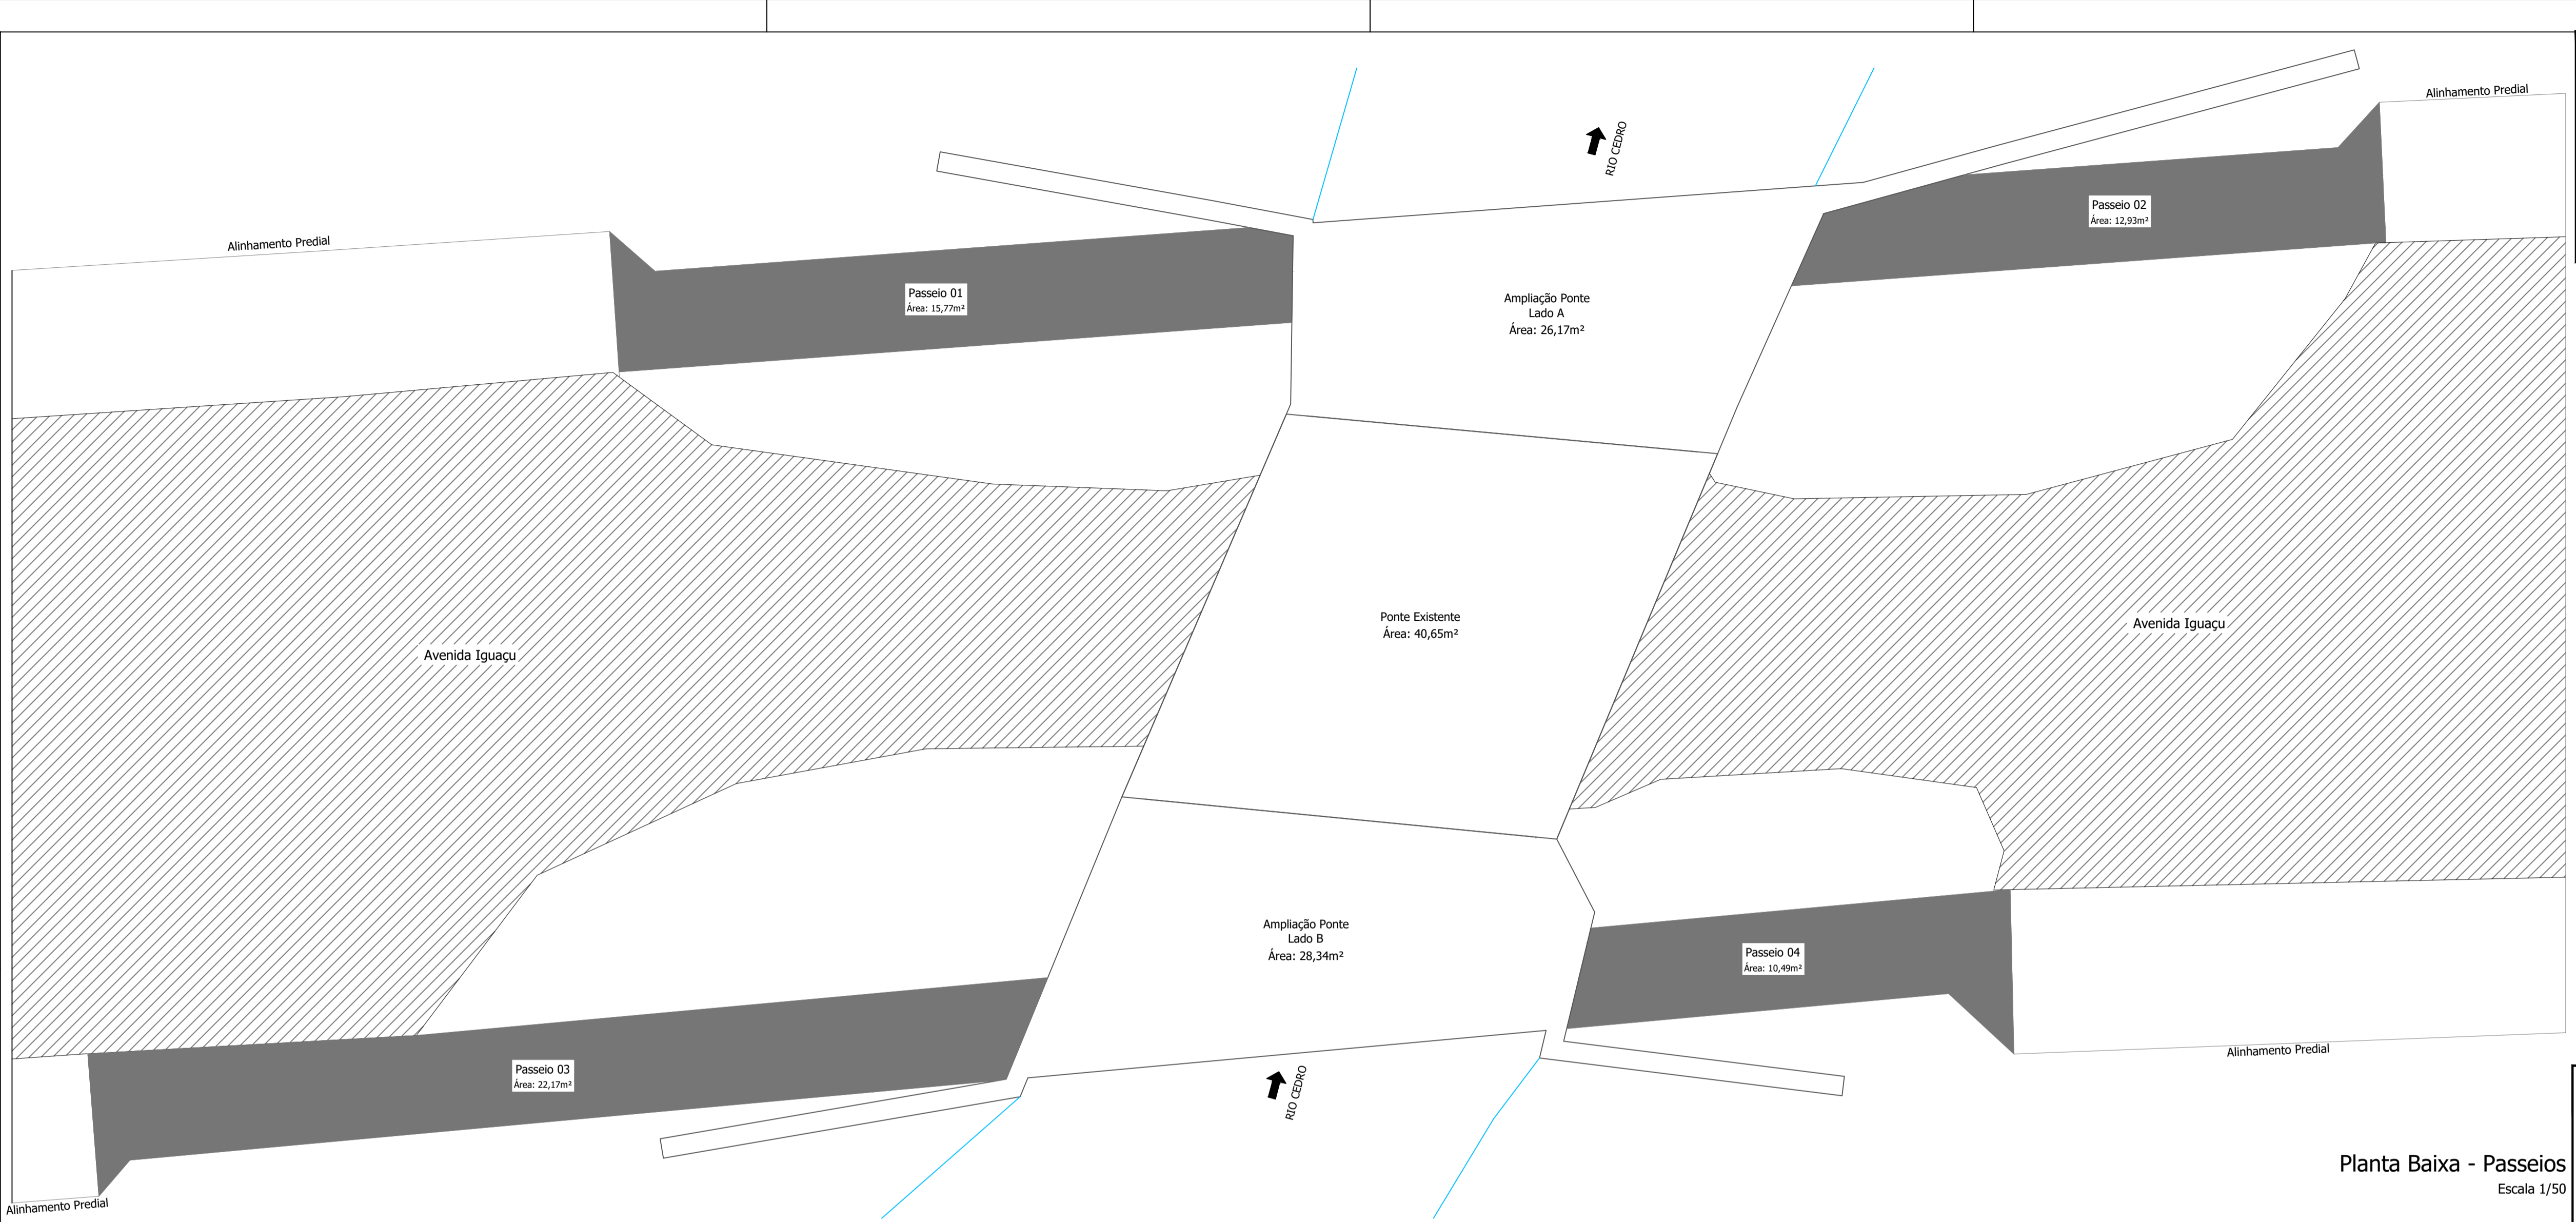 Alinhamento Predial
RIO CEDRO
Passeio 02
Área: 12,93m²
Alinhamento Predial
Passeio 01
Área: 15,77m²
Ampliação Ponte
Lado A
Área: 26,17m²
Ponte Existente
Área: 40,65m²
Avenida Iguaçu
Avenida Iguaçu
Ampliação Ponte
Lado B
Área: 28,34m²
Passeio 04
Área: 10,49m²
Passeio 03
Área: 22,17m²
RIO CEDRO
Alinhamento Predial
Alinhamento Predial
Planta Baixa - Passeios
Escala 1/50